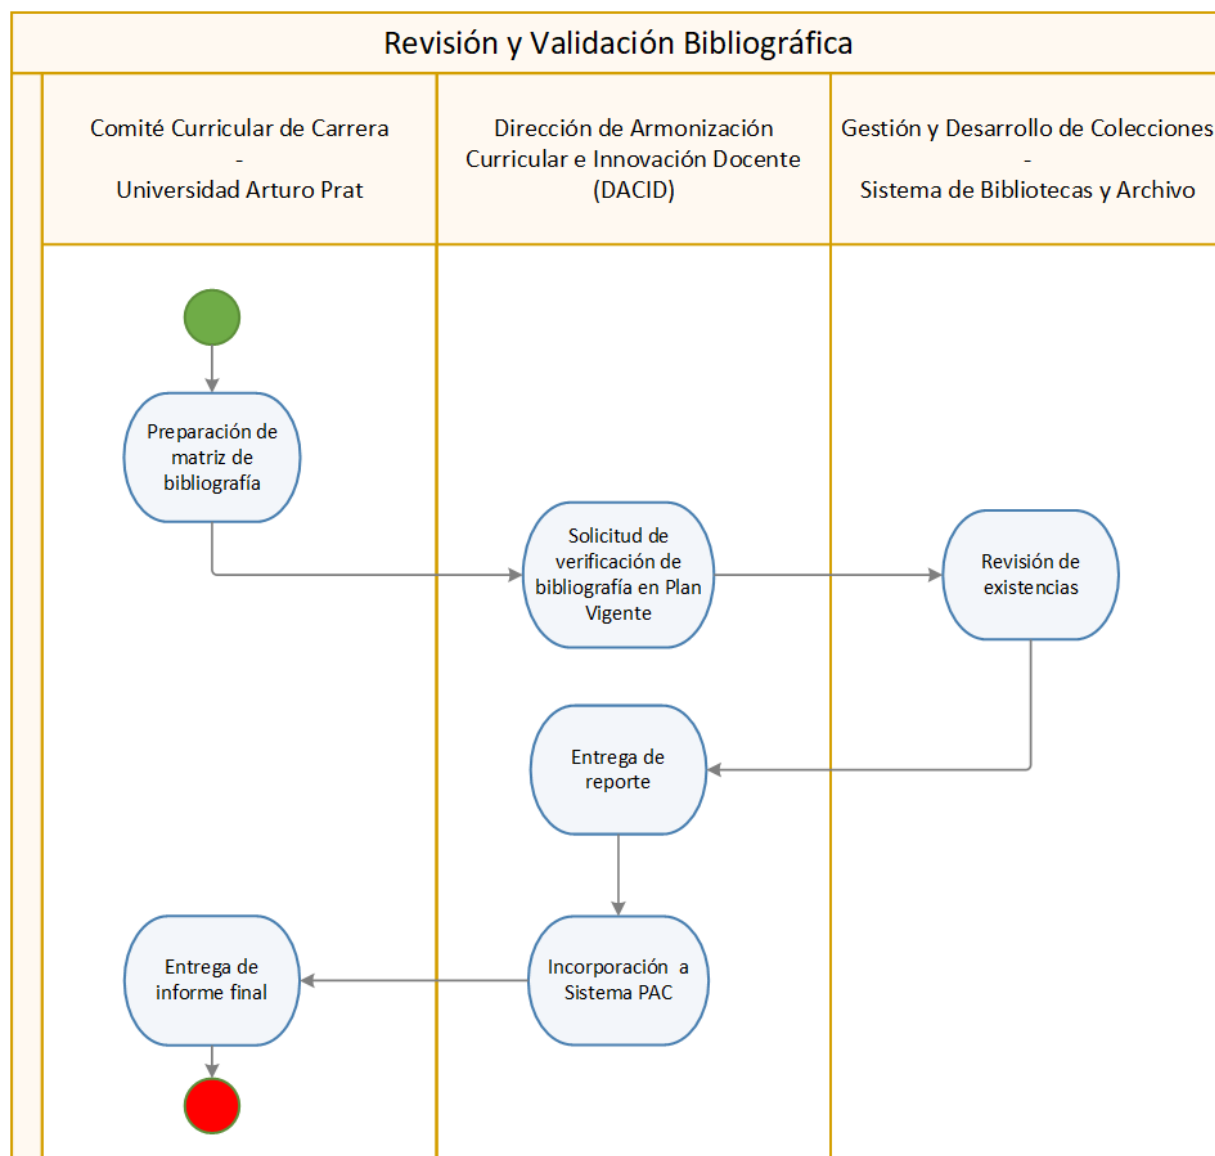 Revisión y Validación Bibliográfica
Comité Curricular de Carrera
-
Universidad Arturo Prat
Dirección de Armonización
Curricular e Innovación Docente
(DACID)
Gestión y Desarrollo de Colecciones
-
Sistema de Bibliotecas y Archivo
Preparación de
matriz de
bibliografía
Solicitud de
verificación de
bibliografía en Plan
Vigente
Revisión de
existencias
Entrega de
reporte
Incorporación a
Sistema PAC
Entrega de
informe final